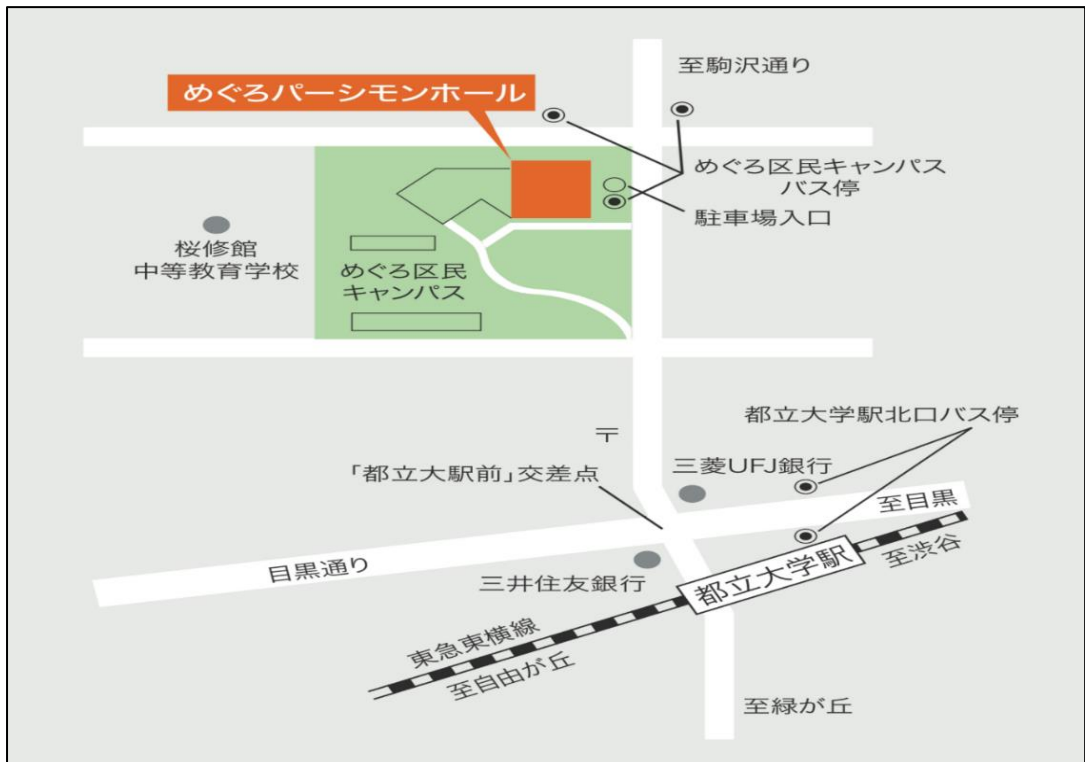 至駒沢通り
めぐろパーシモンホール
めぐろ区民キャンパス
バス停
駐車場入口
桜修館
中等教育学校
めぐろ区民
キャンパス
都立大学駅北口バス停
〒
三菱UFJ銀行
「都立大駅前」交差点
至目黒
目黒通り
三井住友銀行
都立大学駅
至渋谷
東急東横線
至自由が丘
至緑が丘